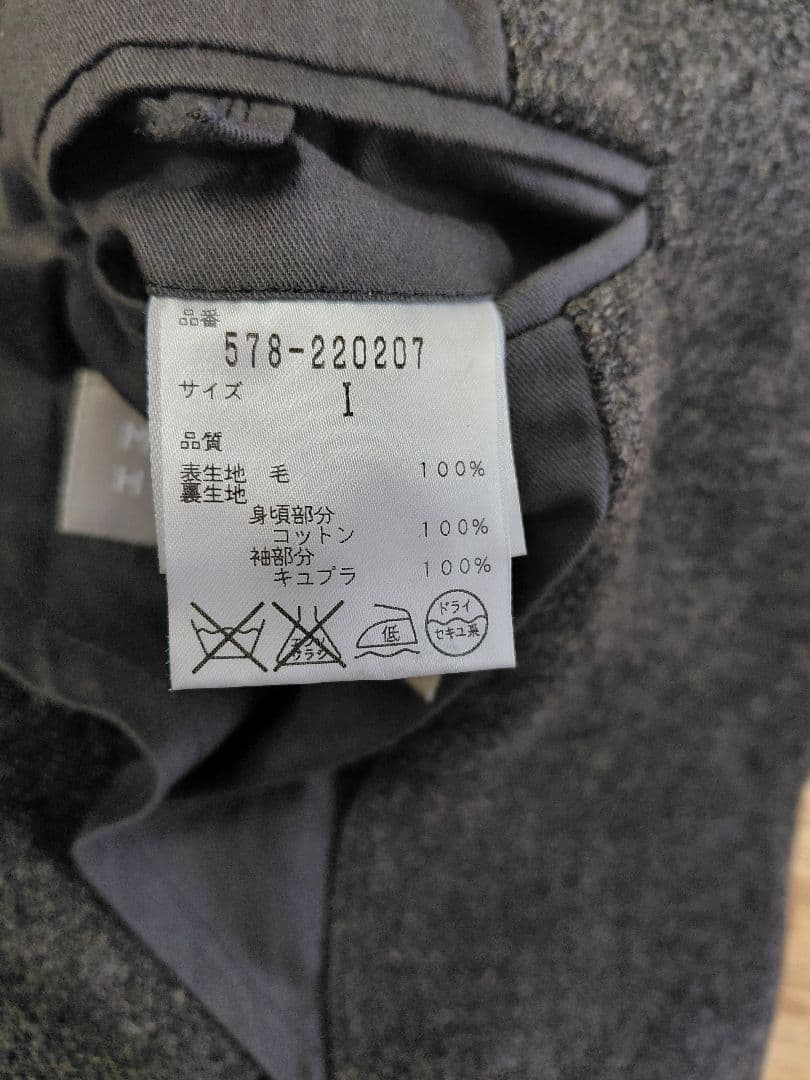 品番
578-220207
サイズ
I
品質
表生地 毛 100%
裏生地
身頃部分
コットン 100%
袖部分
キュプラ 100%
低
ドライ
セキユ系
M
H